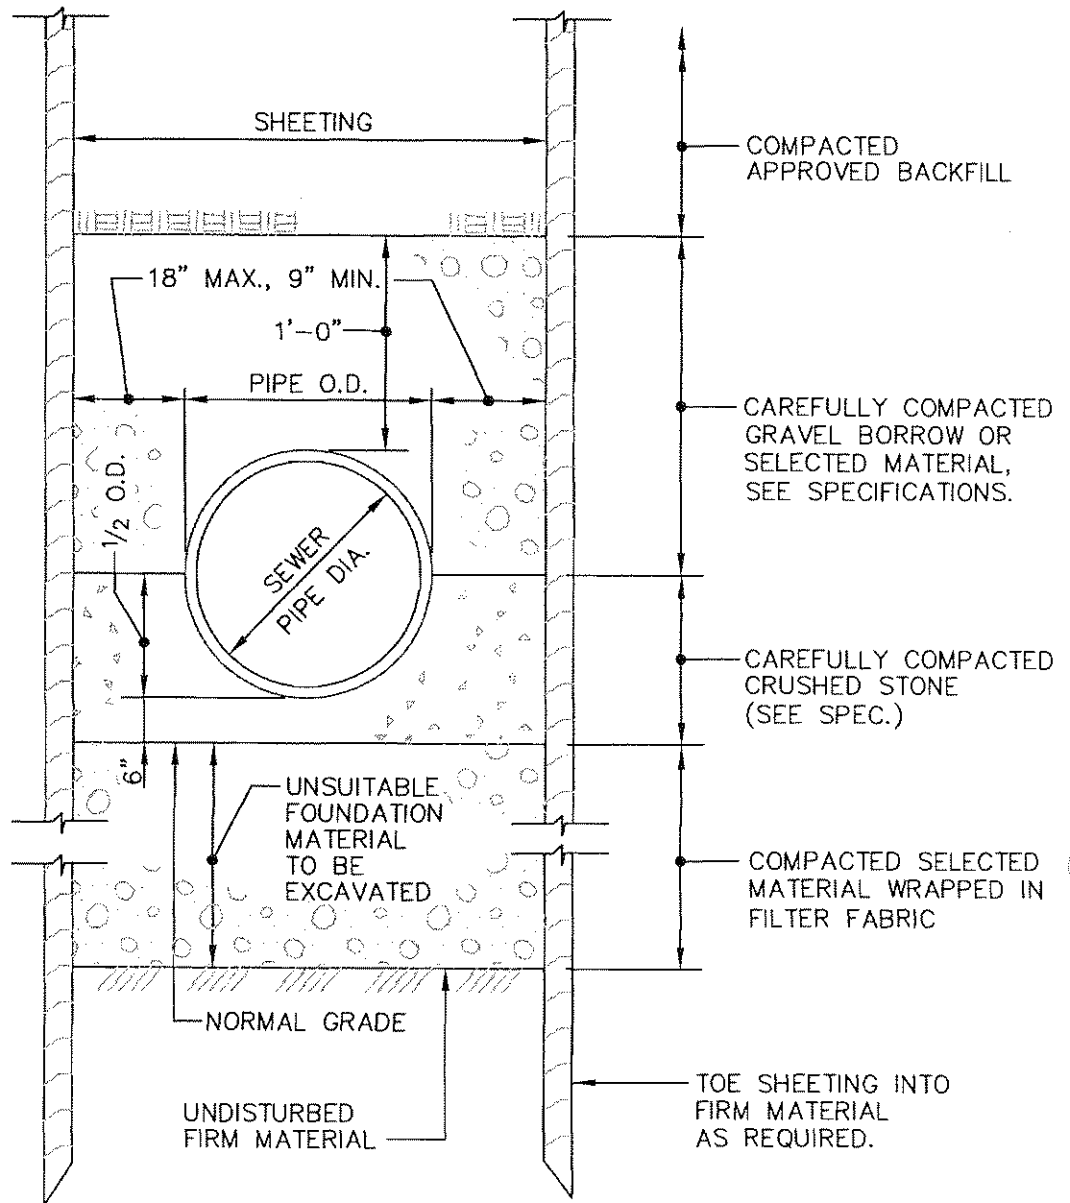 SHEETING
COMPACTED
APPROVED BACKFILL
18" MAX., 9" MIN.
1'-0"
PIPE O.D.
CAREFULLY COMPACTED
GRAVEL BORROW OR
SELECTED MATERIAL,
SEE SPECIFICATIONS.
1/2 O.D.
SEWER
PIPE DIA.
CAREFULLY COMPACTED
CRUSHED STONE
(SEE SPEC.)
6"
UNSUITABLE
FOUNDATION
MATERIAL
TO BE
EXCAVATED
COMPACTED SELECTED
MATERIAL WRAPPED IN
FILTER FABRIC
NORMAL GRADE
UNDISTURBED
FIRM MATERIAL
TOE SHEETING INTO
FIRM MATERIAL
AS REQUIRED.